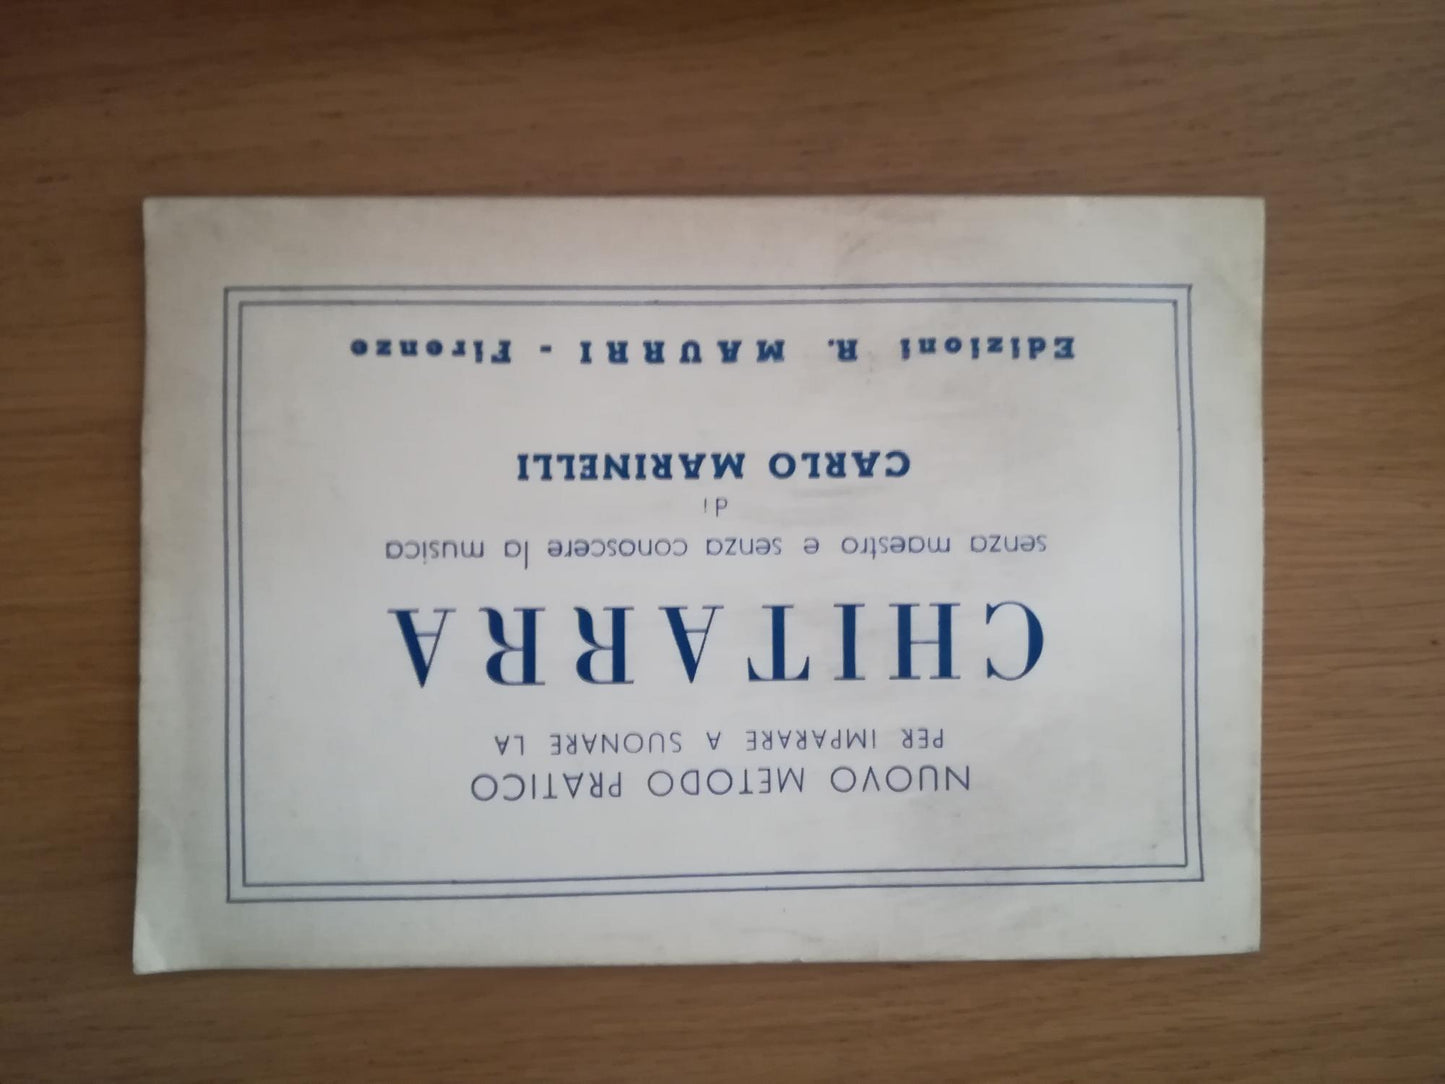 NUOVO METODO PRATICO
PER IMPARARE A SUONARE LA
CHITARRA
senza maestro e senza conoscere la musica
di
CARLO MARINELLI
Edizioni R. MAURRI - Firenze